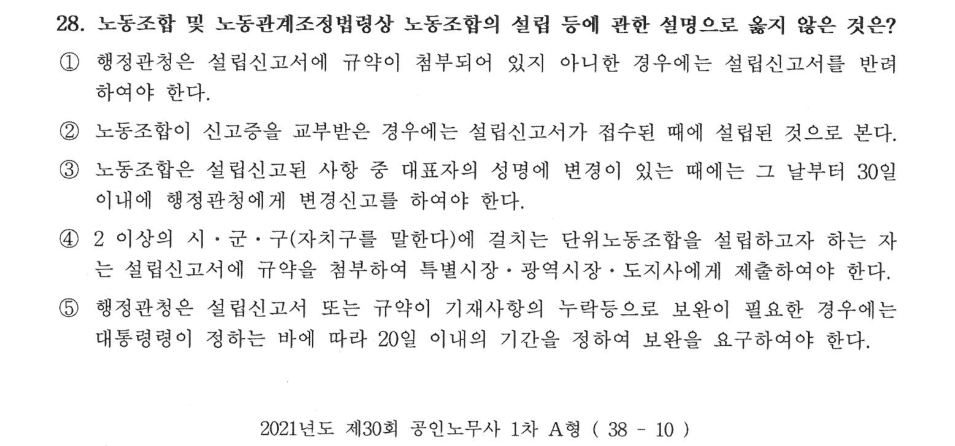 28. 노동조합 및 노동관계조정법령상 노동조합의 설립 등에 관한 설명으로 옳지 않은 것은?
① 행정관청은 설립신고서에 규약이 첨부되어 있지 아니한 경우에는 설립신고서를 반려
하여야 한다.
② 노동조합이 신고증을 교부받은 경우에는 설립신고서가 접수된 때에 설립된 것으로 본다.
③ 노동조합은 설립신고된 사항 중 대표자의 성명에 변경이 있는 때에는 그 날부터 30일
이내에 행정관청에게 변경신고를 하여야 한다.
④ 2 이상의 시・군・구(자치구를 말한다)에 걸치는 단위노동조합을 설립하고자 하는 자
는 설립신고서에 규약을 첨부하여 특별시장・광역시장・도지사에게 제출하여야 한다.
⑤ 행정관청은 설립신고서 또는 규약이 기재사항의 누락등으로 보완이 필요한 경우에는
대통령령이 정하는 바에 따라 20일 이내의 기간을 정하여 보완을 요구하여야 한다.
2021년도 제30회 공인노무사 1차 A형 ( 38 - 10 )